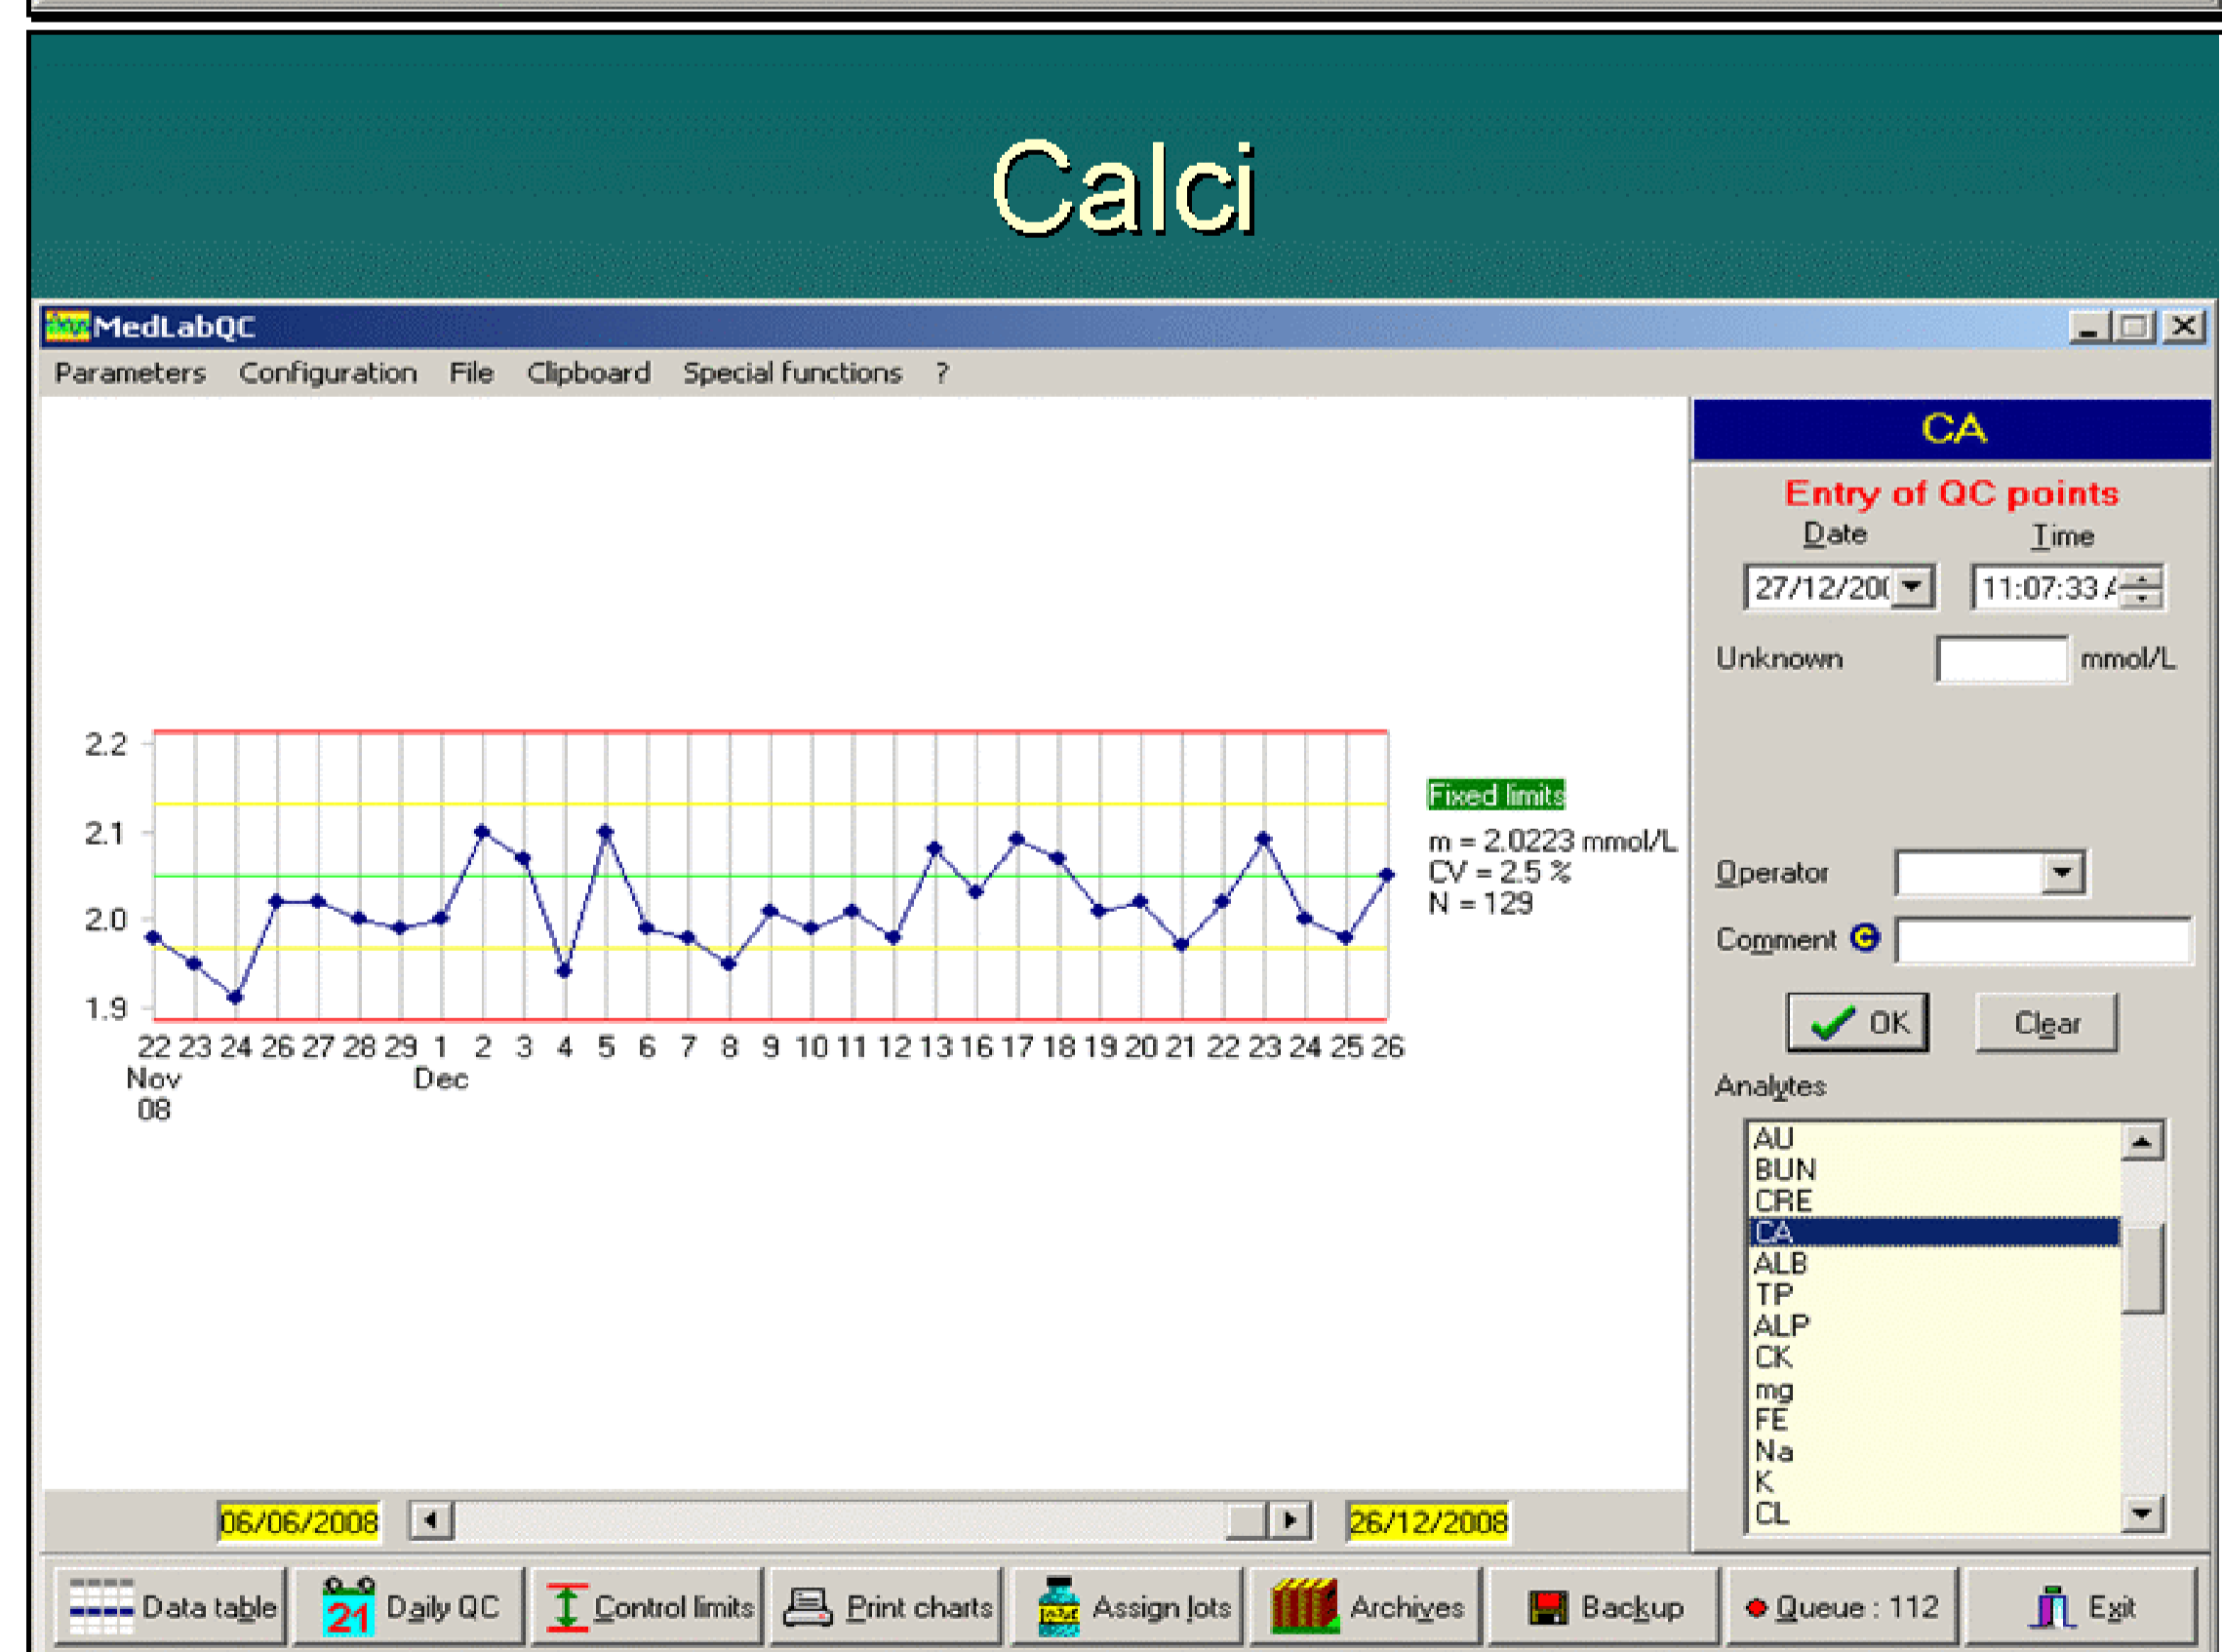 Calci
MedLabQC
Parameters Configuration File Clipboard Special functions ?
CA
Entry of QC points
Date Time
27/12/200 11:07:33 A
Unknown mmol/L
2.2
2.1
2.0
1.9
Fixed limits
m = 2.0223 mmol/L
CV = 2.5 %
N = 129
22 23 24 26 27 28 29 1 2 3 4 5 6 7 8 9 10 11 12 13 16 17 18 19 20 21 22 23 24 25 26
Nov Dec
08
Operator
Comment C
OK Clear
Analytes
AU
BUN
CRE
CA
ALB
TP
ALP
CK
mg
FE
Na
K
CL
06/06/2008 26/12/2008
Data table 21 Daily QC Control limits Print charts Assign lots Archives Backup Queue : 112 Exit